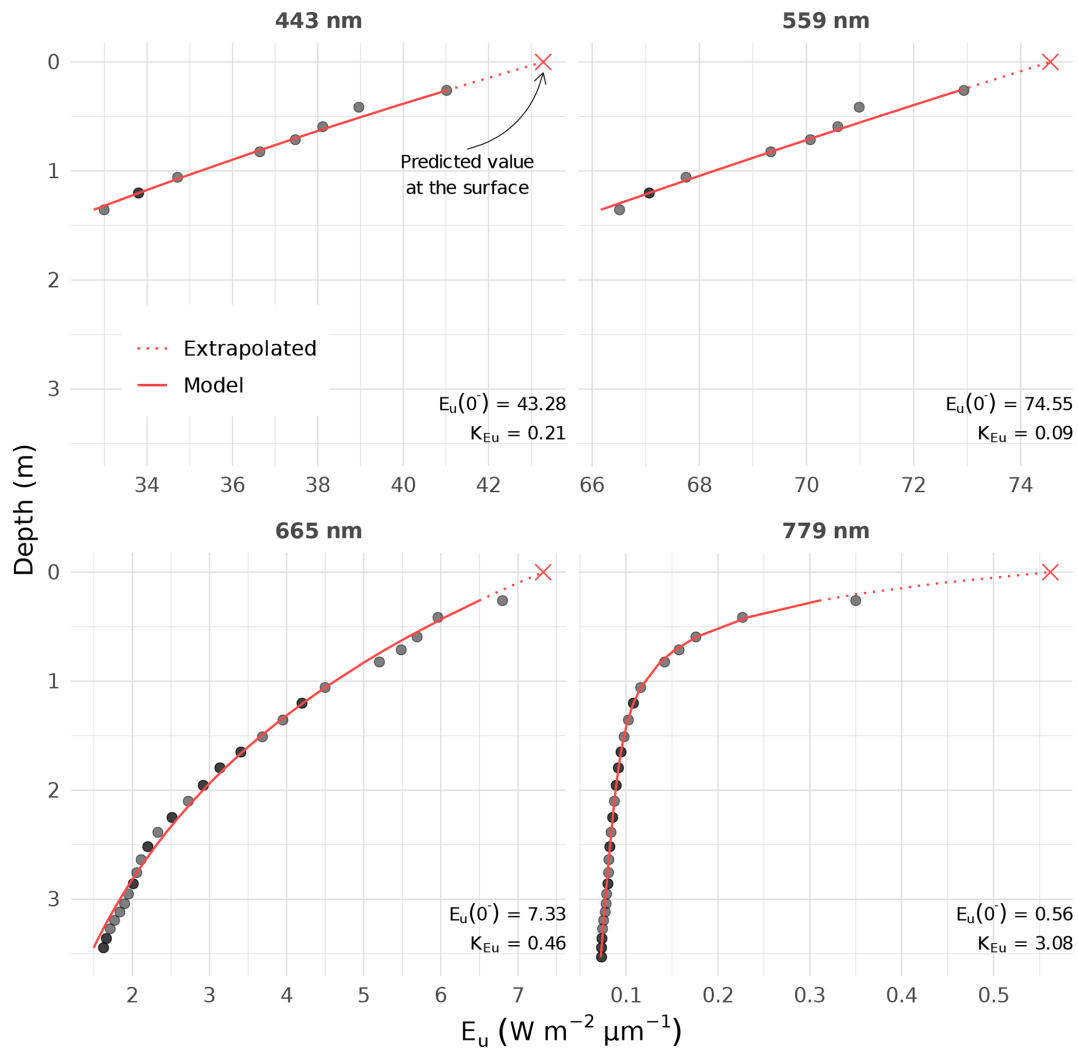 443 nm
559 nm
0
1
2
3
Predicted value
at the surface
Extrapolated
Model
Eᵤ(0⁻) = 43.28
K_Eu = 0.21
Eᵤ(0⁻) = 74.55
K_Eu = 0.09
34 36 38 40 42
66 68 70 72 74
Depth (m)
665 nm
779 nm
0
1
2
3
Eᵤ(0⁻) = 7.33
K_Eu = 0.46
Eᵤ(0⁻) = 0.56
K_Eu = 3.08
2 3 4 5 6 7
0.1 0.2 0.3 0.4 0.5
Eᵤ (W m⁻² μm⁻¹)